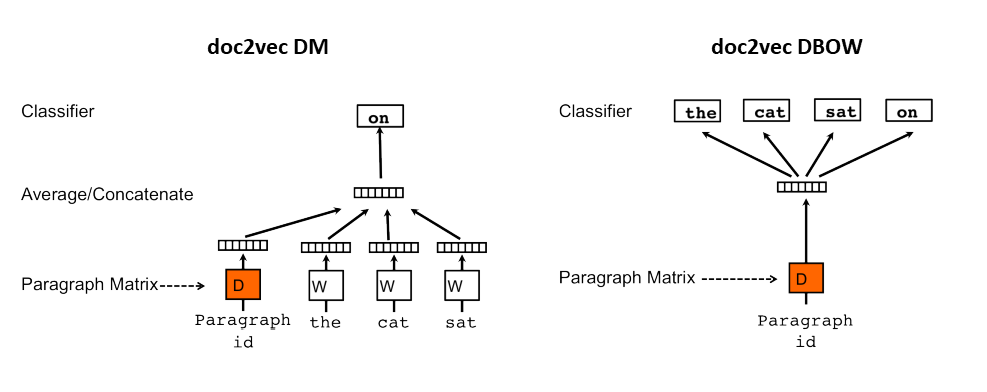 doc2vec DM
Classifier
on
Average/Concatenate
Paragraph Matrix
D
W
W
W
Paragraph
id
the
cat
sat
doc2vec DBOW
Classifier
the
cat
sat
on
Paragraph Matrix
D
Paragraph
id